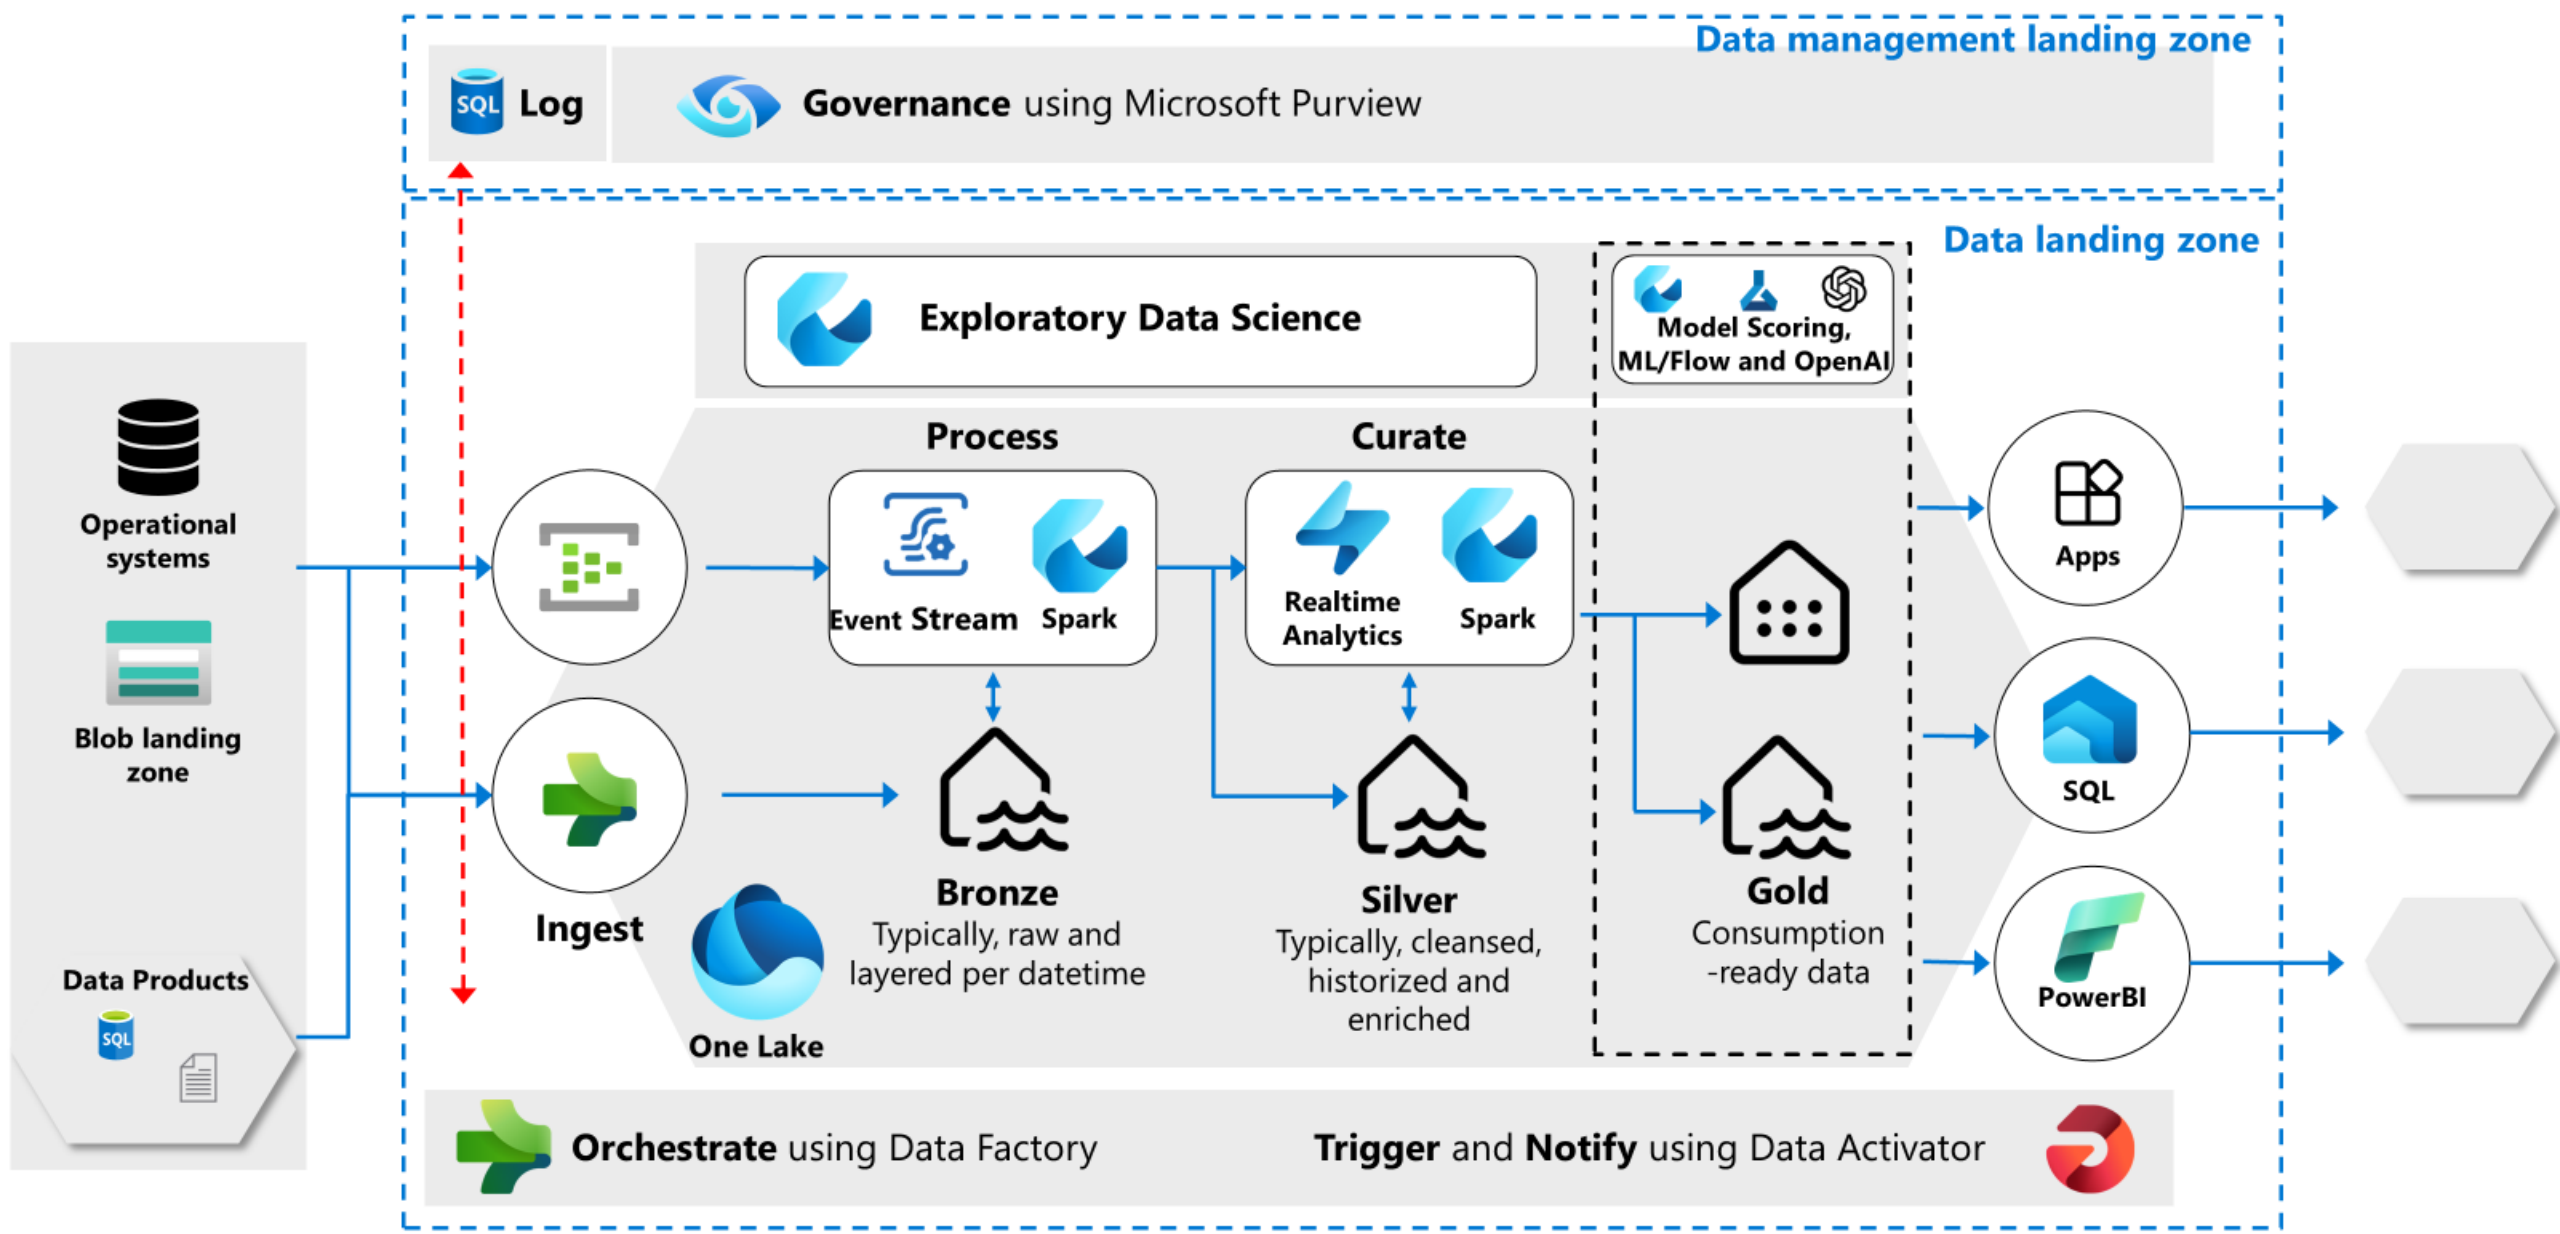 Data management landing zone
SQL
Log
Governance using Microsoft Purview
Data landing zone
Exploratory Data Science
Model Scoring,
ML/Flow and OpenAI
Operational
systems
Blob landing
zone
Data Products
SQL
Ingest
Process
Event Stream
Spark
Curate
Realtime
Analytics
Spark
Bronze
Typically, raw and
layered per datetime
Silver
Typically, cleansed,
historized and
enriched
Gold
Consumption
-ready data
One Lake
Apps
SQL
PowerBI
Orchestrate using Data Factory
Trigger and Notify using Data Activator